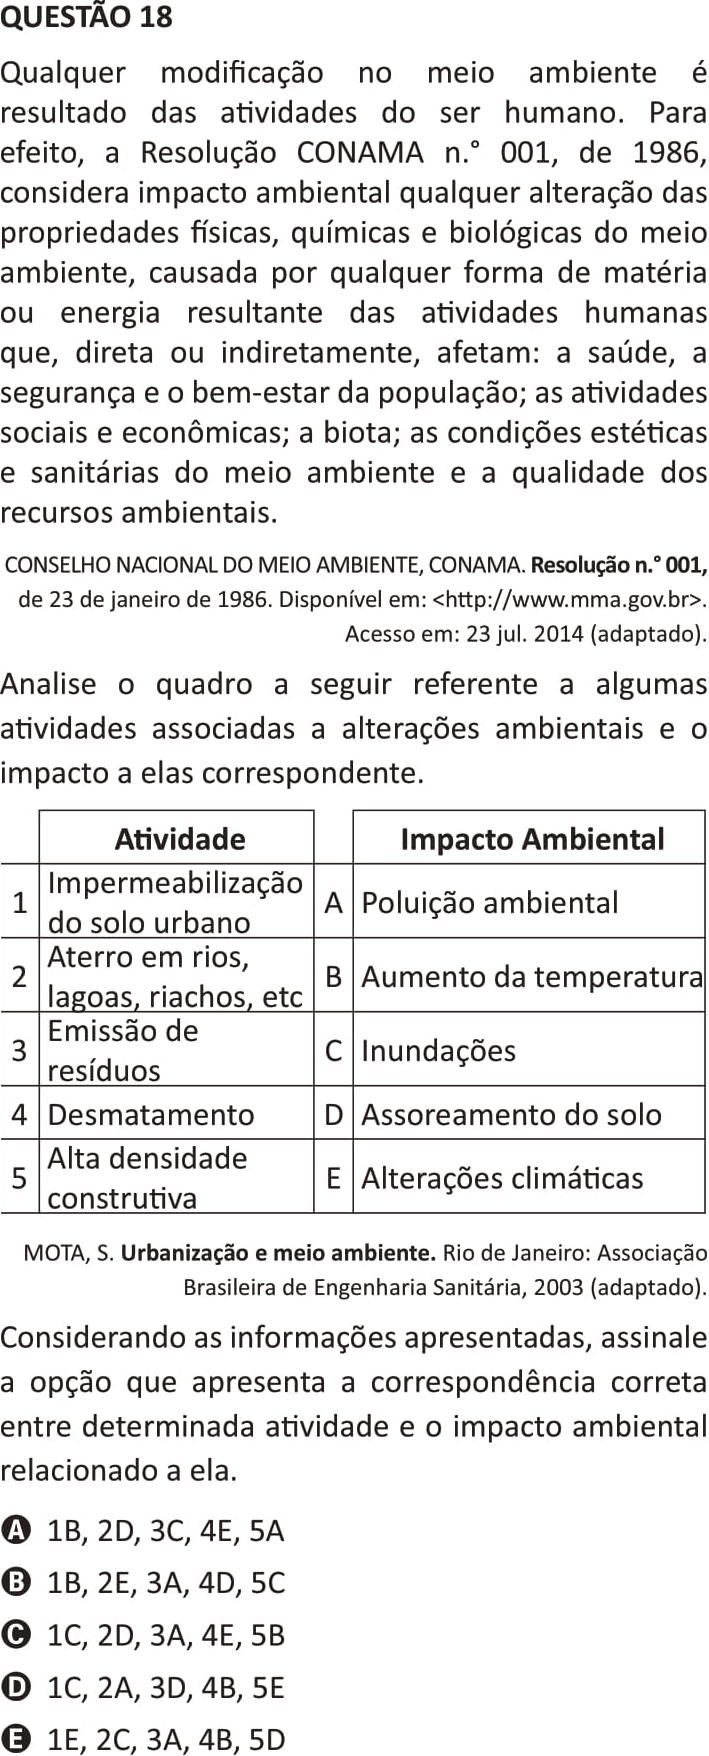 QUESTÃO 18
Qualquer modificação no meio ambiente é
resultado das atividades do ser humano. Para
efeito, a Resolução CONAMA n.° 001, de 1986,
considera impacto ambiental qualquer alteração das
propriedades físicas, químicas e biológicas do meio
ambiente, causada por qualquer forma de matéria
ou energia resultante das atividades humanas
que, direta ou indiretamente, afetam: a saúde, a
segurança e o bem-estar da população; as atividades
sociais e econômicas; a biota; as condições estéticas
e sanitárias do meio ambiente e a qualidade dos
recursos ambientais.
CONSELHO NACIONAL DO MEIO AMBIENTE, CONAMA. Resolução n.° 001,
de 23 de janeiro de 1986. Disponível em: <http://www.mma.gov.br>.
Acesso em: 23 jul. 2014 (adaptado).
Analise o quadro a seguir referente a algumas
atividades associadas a alterações ambientais e o
impacto a elas correspondente.
Atividade Impacto Ambiental
1 Impermeabilização do solo urbano A Poluição ambiental
2 Aterro em rios, lagoas, riachos, etc B Aumento da temperatura
3 Emissão de resíduos C Inundações
4 Desmatamento D Assoreamento do solo
5 Alta densidade construtiva E Alterações climáticas
MOTA, S. Urbanização e meio ambiente. Rio de Janeiro: Associação
Brasileira de Engenharia Sanitária, 2003 (adaptado).
Considerando as informações apresentadas, assinale
a opção que apresenta a correspondência correta
entre determinada atividade e o impacto ambiental
relacionado a ela.
A 1B, 2D, 3C, 4E, 5A
B 1B, 2E, 3A, 4D, 5C
C 1C, 2D, 3A, 4E, 5B
D 1C, 2A, 3D, 4B, 5E
E 1E, 2C, 3A, 4B, 5D